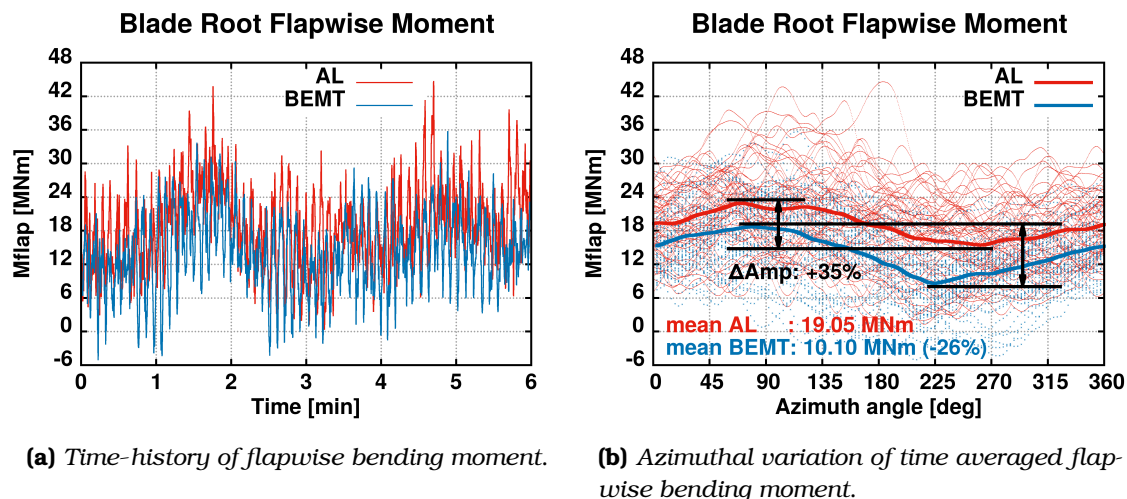 Blade Root Flapwise Moment
AL
BEMT
Mflap [MNm]
48
42
36
30
24
18
12
6
0
-6
0 1 2 3 4 5 6
Time [min]
(a) Time-history of flapwise bending moment.
Blade Root Flapwise Moment
AL
BEMT
Mflap [MNm]
48
42
36
30
24
18
12
6
0
-6
ΔAmp: +35%
mean AL : 19.05 MNm
mean BEMT: 10.10 MNm (-26%)
0 45 90 135 180 225 270 315 360
Azimuth angle [deg]
(b) Azimuthal variation of time averaged flap-
wise bending moment.